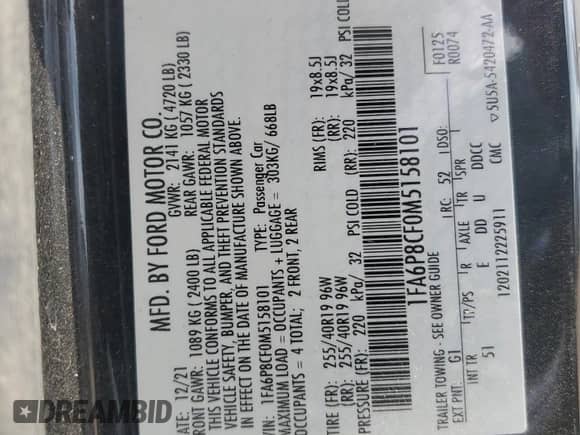 MFD. BY FORD MOTOR CO.
DATE: 12/21 GVWR: 2141 KG ( 4720 LB)
FRONT GAWR: 1089 KG ( 2400 LB) REAR GAWR: 1057 KG ( 2330 LB)
THIS VEHICLE CONFORMS TO ALL APPLICABLE FEDERAL MOTOR
VEHICLE SAFETY, BUMPER, AND THEFT PREVENTION STANDARDS
IN EFFECT ON THE DATE OF MANUFACTURE SHOWN ABOVE.
VIN: 1FA6P8CF0M5158101 TYPE: Passenger Car
MAXIMUM LOAD = OCCUPANTS + LUGGAGE = 303KG/ 668LB
OCCUPANTS = 4 TOTAL; 2 FRONT, 2 REAR
TIRE (FR): 255/40R19 96W RIMS (FR): 19x8.5J
TIRE (RR): 255/40R19 96W (RR): 19x8.5J
PRESSURE (FR): 220 kPa/ 32 PSI COLD (RR): 220 kPa/ 32 PSI COLD
1FA6P8CF0M5158101
TRAILER TOWING - SEE OWNER GUIDE
EXT PNT: G1 RC: 52 DSO: F0125
R0074
INT TR TP/PS R AXLE TR SPR
51 E DD U DDCC
1202112225911 CMC ▽5U5A-5420472-AA
DREAMBID